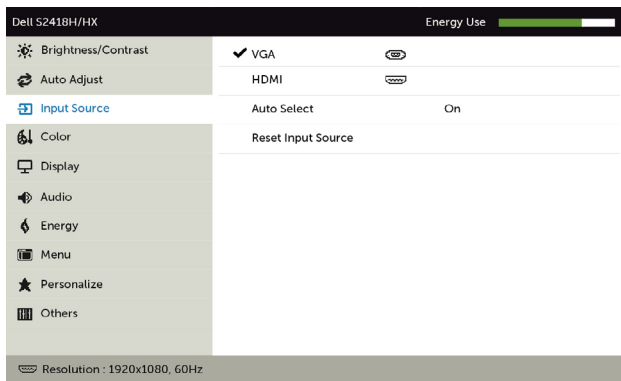 Dell S2418H/HX Energy Use
Brightness/Contrast
Auto Adjust
Input Source
Color
Display
Audio
Energy
Menu
Personalize
Others
VGA
HDMI
Auto Select On
Reset Input Source
Resolution : 1920x1080, 60Hz